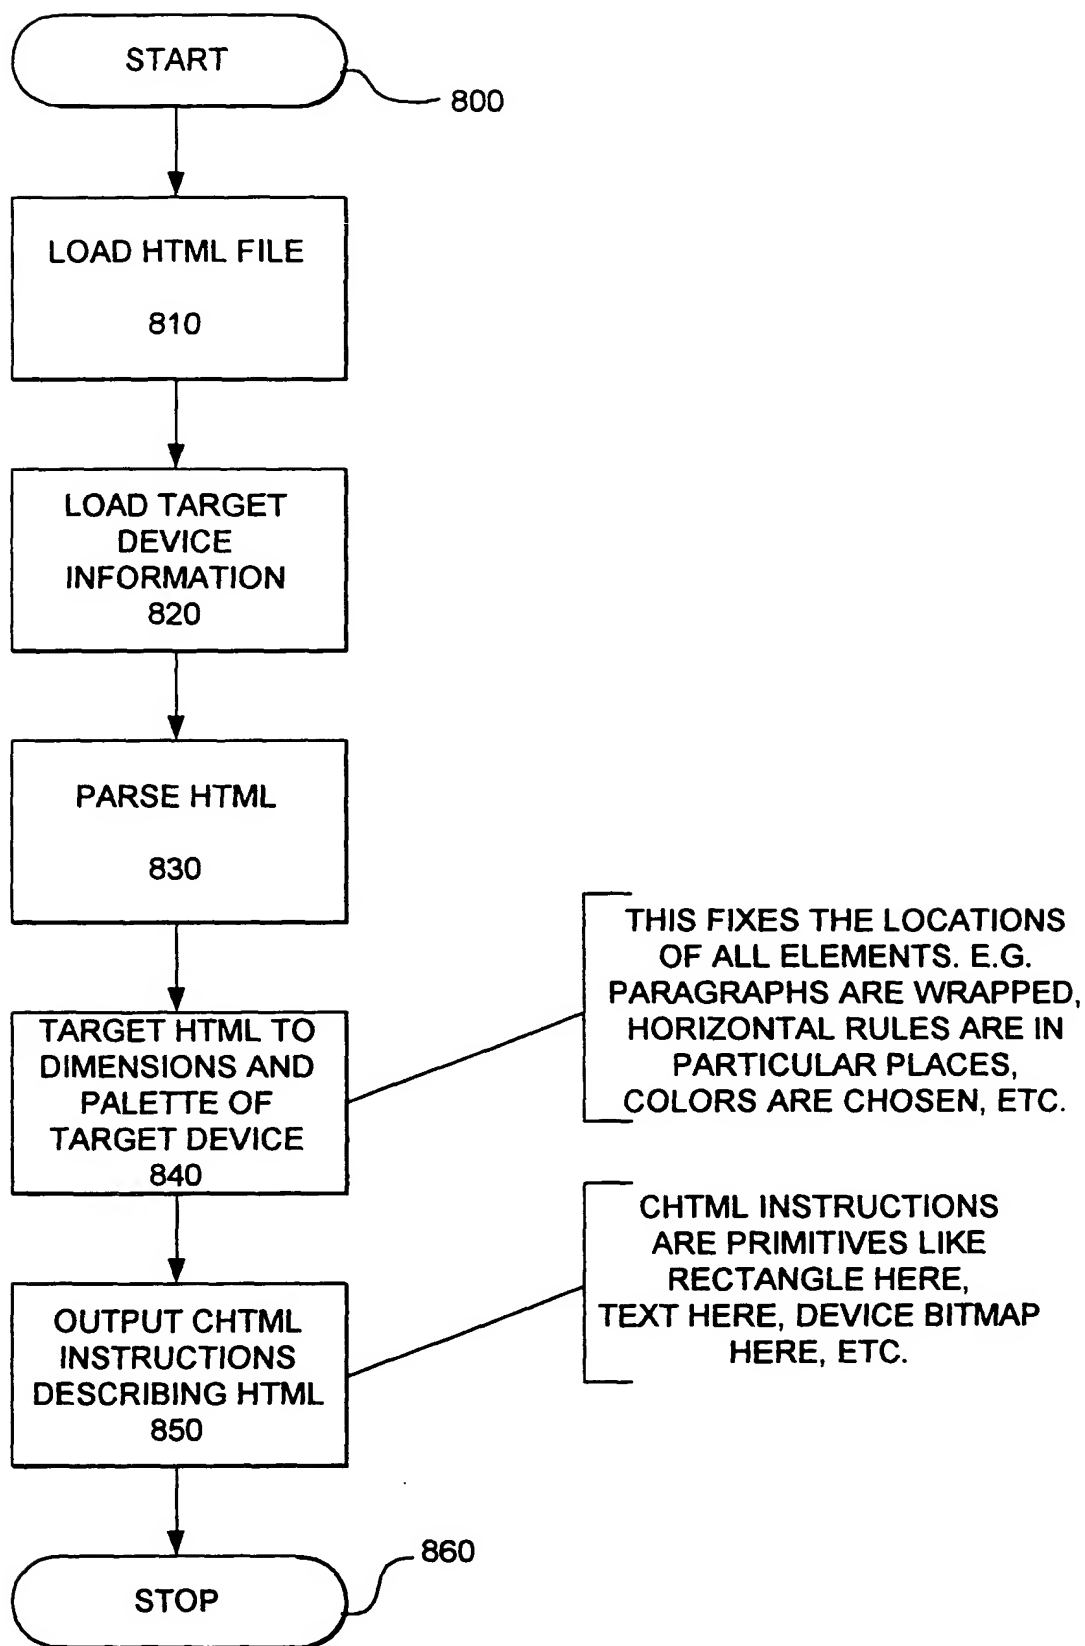 START
800
LOAD HTML FILE
810
LOAD TARGET
DEVICE
INFORMATION
820
PARSE HTML
830
TARGET HTML TO
DIMENSIONS AND
PALETTE OF
TARGET DEVICE
840
THIS FIXES THE LOCATIONS
OF ALL ELEMENTS. E.G.
PARAGRAPHS ARE WRAPPED,
HORIZONTAL RULES ARE IN
PARTICULAR PLACES,
COLORS ARE CHOSEN, ETC.
OUTPUT CHTML
INSTRUCTIONS
DESCRIBING HTML
850
CHTML INSTRUCTIONS
ARE PRIMITIVES LIKE
RECTANGLE HERE,
TEXT HERE, DEVICE BITMAP
HERE, ETC.
STOP
860